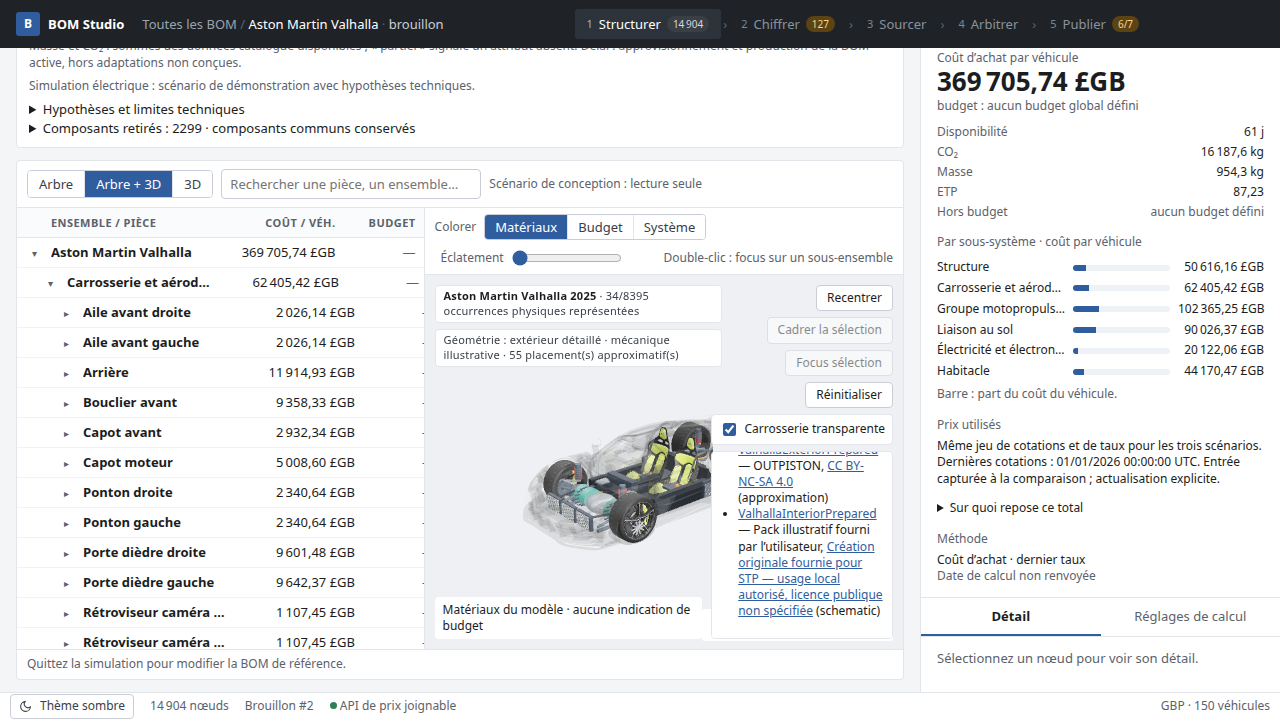 B BOM Studio Toutes les BOM / Aston Martin Valhalla · brouillon 1 Structurer 14 904 › 2 Chiffrer 127 › 3 Sourcer › 4 Arbitrer › 5 Publier 6/7
active, hors adaptations non conçues.
Simulation électrique : scénario de démonstration avec hypothèses techniques.
▶ Hypothèses et limites techniques
▶ Composants retirés : 2299 · composants communs conservés
Arbre Arbre + 3D 3D Rechercher une pièce, un ensemble... Scénario de conception : lecture seule
ENSEMBLE / PIÈCE COÛT / VÉH. BUDGET
Aston Martin Valhalla 369 705,74 £GB —
Carrosserie et aérod... 62 405,42 £GB —
Aile avant droite 2 026,14 £GB
Aile avant gauche 2 026,14 £GB
Arrière 11 914,93 £GB
Bouclier avant 9 358,33 £GB
Capot avant 2 932,34 £GB
Capot moteur 5 008,60 £GB
Ponton droite 2 340,64 £GB
Ponton gauche 2 340,64 £GB
Porte dièdre droite 9 601,48 £GB
Porte dièdre gauche 9 642,37 £GB
Rétroviseur caméra ... 1 107,45 £GB
Rétroviseur caméra ... 1 107,45 £GB
Quittez la simulation pour modifier la BOM de référence.
Colorer Matériaux Budget Système
Éclatement Double-clic : focus sur un sous-ensemble
Aston Martin Valhalla 2025 · 34/8395
occurrences physiques représentées
Géométrie : extérieur détaillé · mécanique
illustrative · 55 placement(s) approximatif(s)
Recentrer
Cadrer la sélection
Focus sélection
Réinitialiser
Carrosserie transparente
ValhallaExteriorPrepared
— OUTPISTON, CC BY-
NC-SA 4.0
(approximation)
• ValhallaInteriorPrepared
— Pack illustratif fourni
par l’utilisateur, Création
originale fournie pour
STP — usage local
autorisé, licence publique
non spécifiée (schematic)
Matériaux du modèle · aucune indication de
budget
Coût d’achat par véhicule
369 705,74 £GB
budget : aucun budget global défini
Disponibilité 61 j
CO₂ 16 187,6 kg
Masse 954,3 kg
ETP 87,23
Hors budget aucun budget défini
Par sous-système · coût par véhicule
Structure 50 616,16 £GB
Carrosserie et aérod... 62 405,42 £GB
Groupe motopropuls... 102 365,25 £GB
Liaison au sol 90 026,37 £GB
Électricité et électron... 20 122,06 £GB
Habitacle 44 170,47 £GB
Barre : part du coût du véhicule.
Prix utilisés
Même jeu de cotations et de taux pour les trois scénarios.
Dernières cotations : 01/01/2026 00:00:00 UTC. Entrée
capturée à la comparaison ; actualisation explicite.
▶ Sur quoi repose ce total
Méthode
Coût d’achat · dernier taux
Date de calcul non renvoyée
Détail Réglages de calcul
Sélectionnez un nœud pour voir son détail.
Thème sombre 14 904 nœuds Brouillon #2 API de prix joignable GBP · 150 véhicules